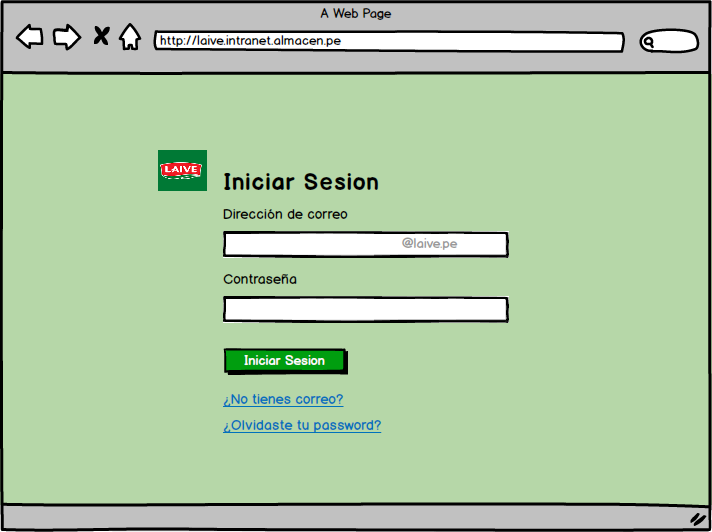 A Web Page
http://laive.intranet.almacen.pe
LAIVE
Iniciar Sesion
Dirección de correo
@laive.pe
Contraseña
Iniciar Sesion
¿No tienes correo?
¿Olvidaste tu password?